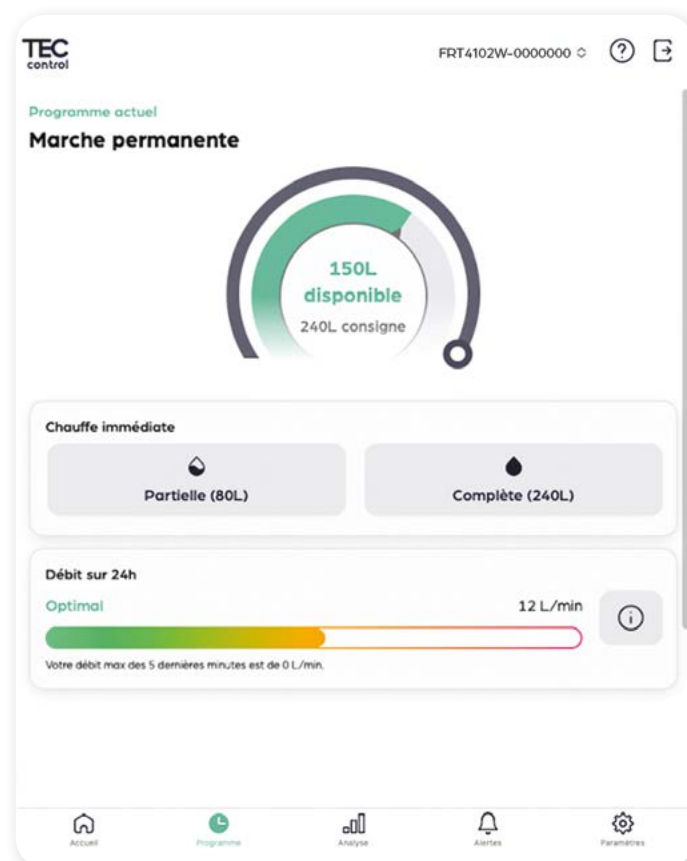 TEC
control
FRT4102W-0000000
Programme actuel
Marche permanente
150L
disponible
240L consigne
Chauffe immédiate
Partielle (80L)
Complète (240L)
Débit sur 24h
Optimal
12 L/min
Votre débit max des 5 dernières minutes est de 0 L/min.
Accueil
Programme
Analyse
Alertes
Paramètres